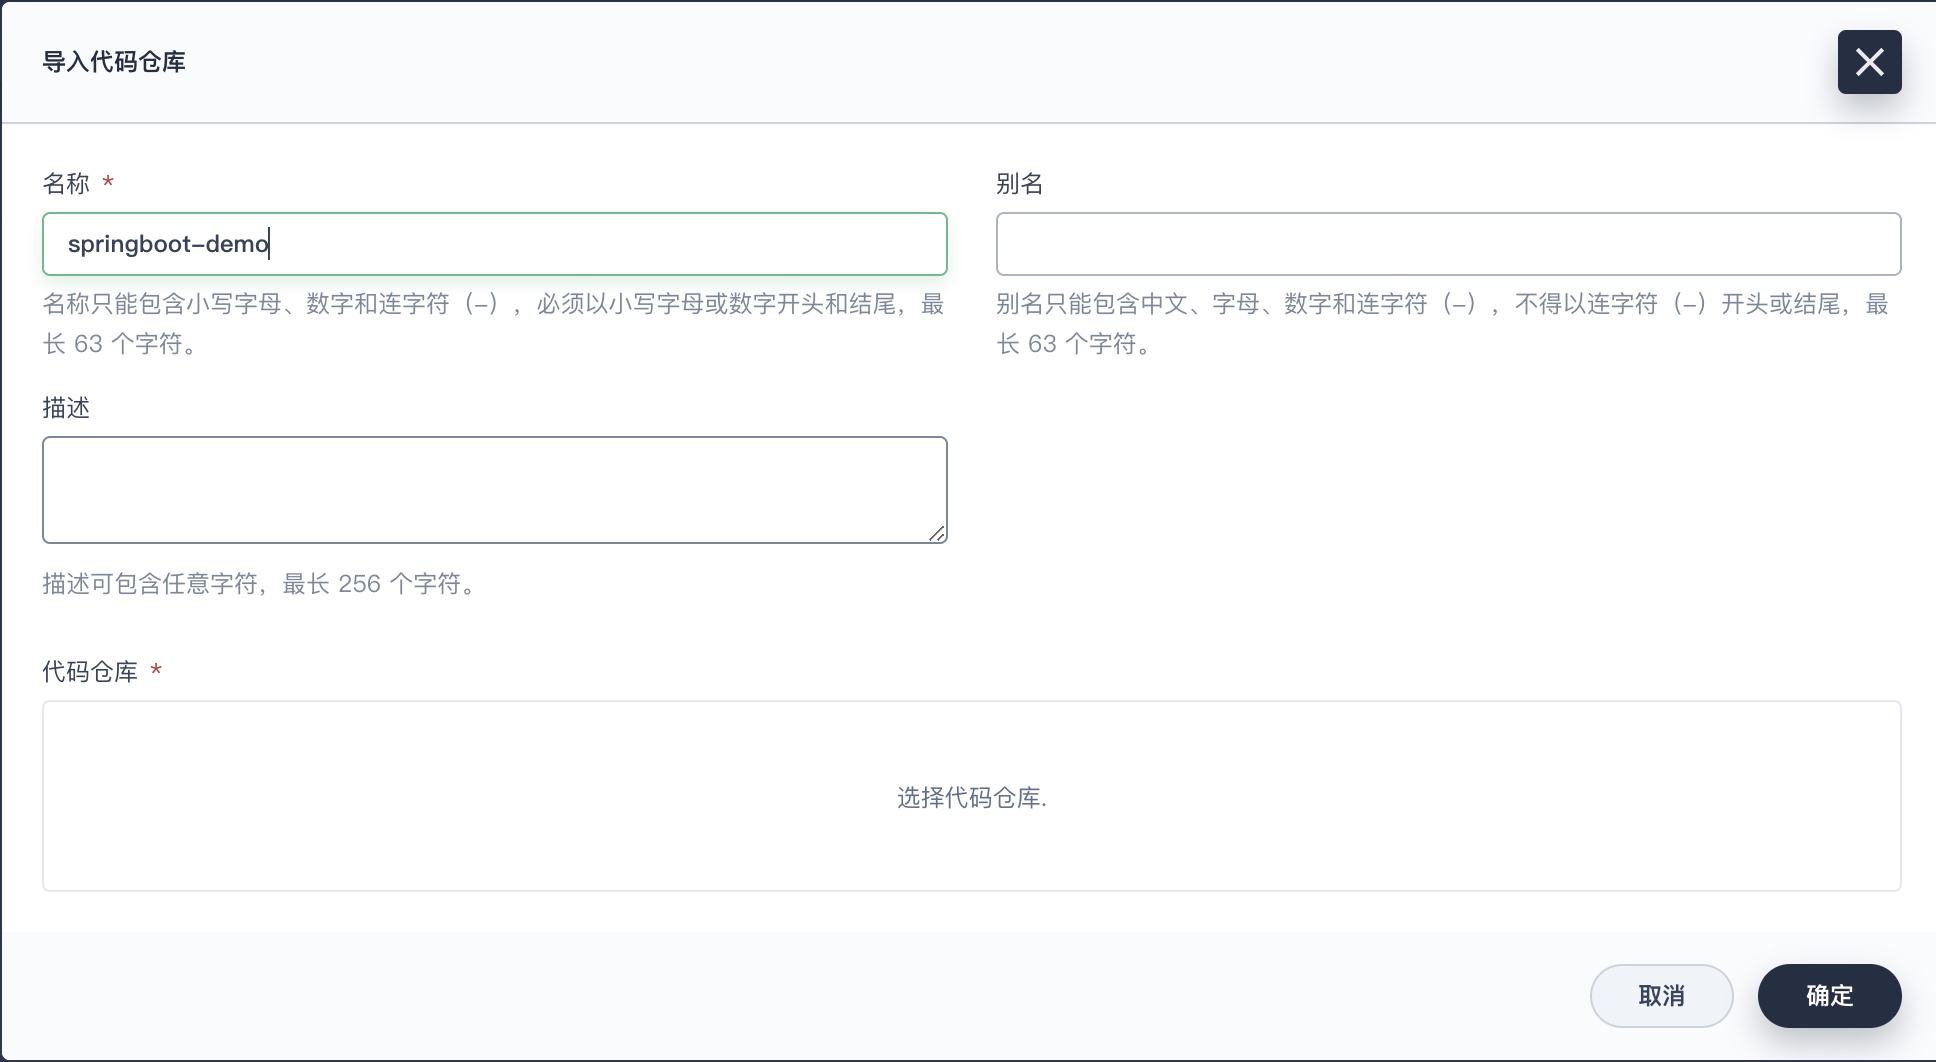 导入代码仓库
名称 *
别名
springboot-demo
名称只能包含小写字母、数字和连字符（-），必须以小写字母或数字开头和结尾，最
长 63 个字符。
别名只能包含中文、字母、数字和连字符（-），不得以连字符（-）开头或结尾，最
长 63 个字符。
描述
描述可包含任意字符，最长 256 个字符。
代码仓库 *
选择代码仓库.
取消
确定